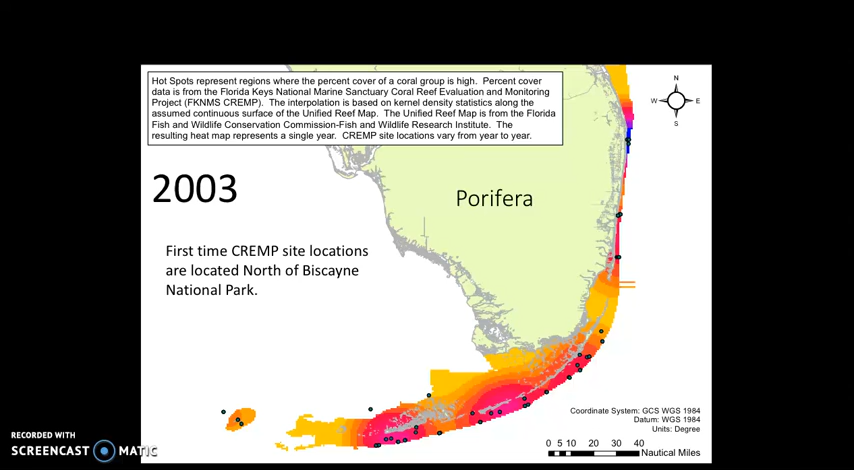 Hot Spots represent regions where the percent cover of a coral group is high.  Percent cover
data is from the Florida Keys National Marine Sanctuary Coral Reef Evaluation and Monitoring
Project (FKNMS CREMP).  The interpolation is based on kernel density statistics along the
assumed continuous surface of the Unified Reef Map.  The Unified Reef Map is from the Florida
Fish and Wildlife Conservation Commission-Fish and Wildlife Research Institute.  The
resulting heat map represents a single year.  CREMP site locations vary from year to year.
N
W E
S
2003
Porifera
First time CREMP site locations
are located North of Biscayne
National Park.
Coordinate System: GCS WGS 1984
Datum: WGS 1984
Units: Degree
0 5 10 20 30 40
Nautical Miles
RECORDED WITH
SCREENCAST MATIC